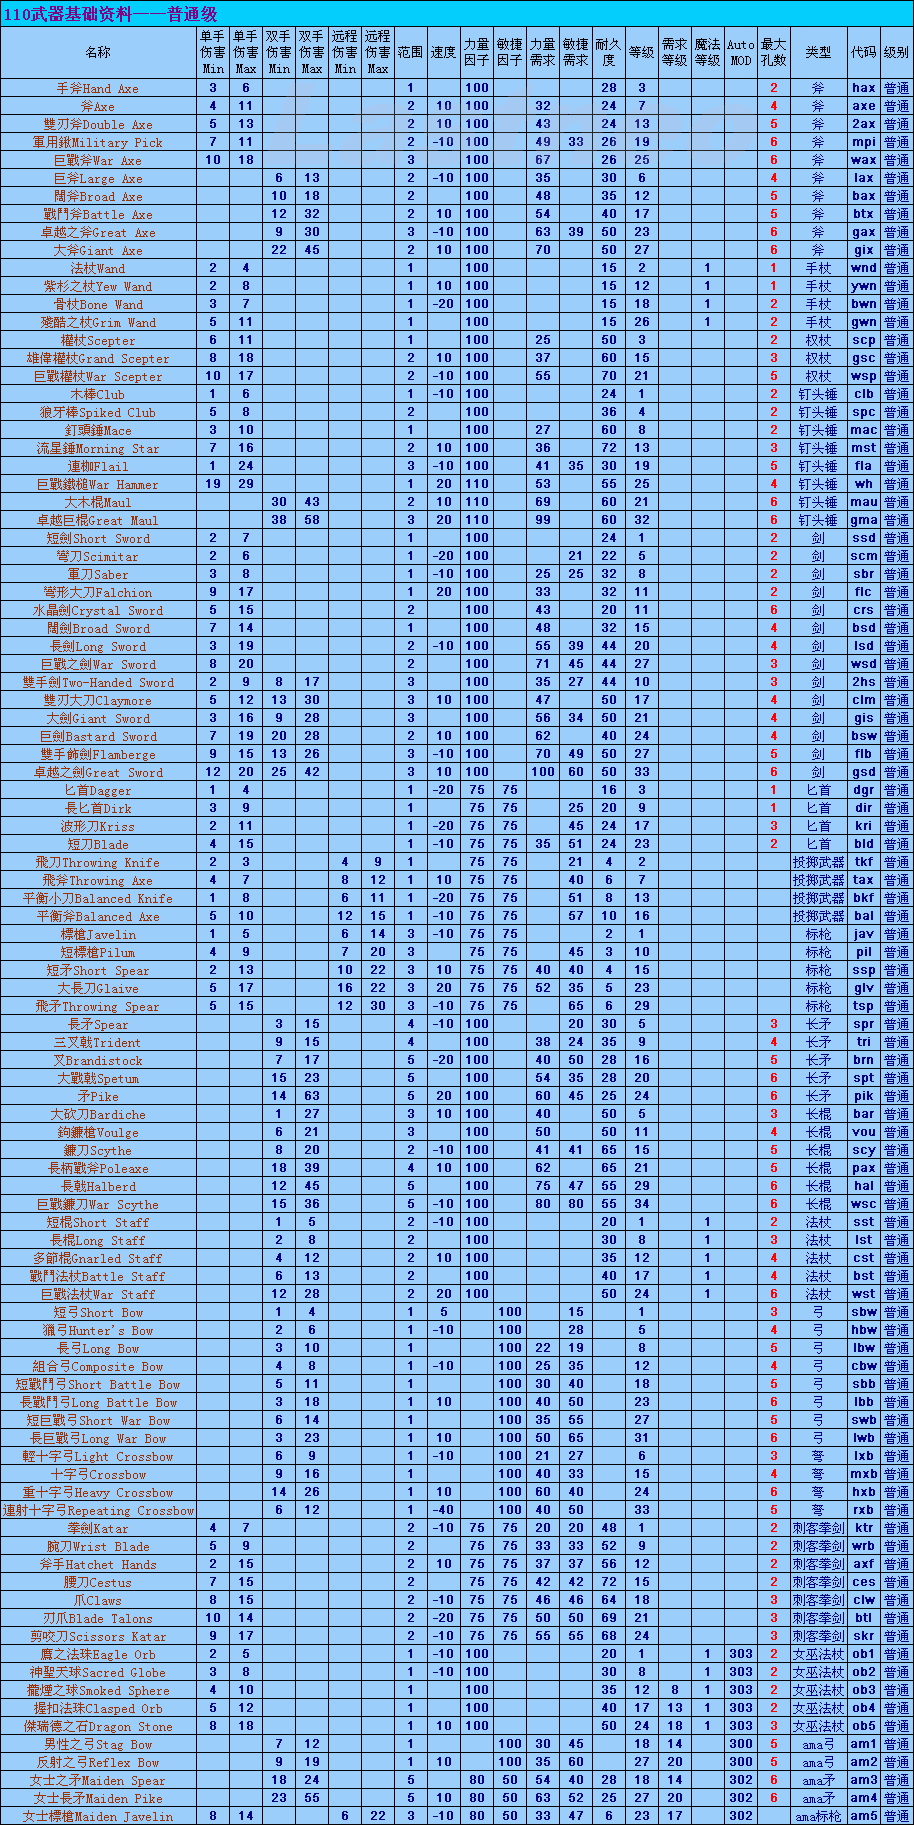 110武器基础资料——普通级
名称 单手伤害Min 单手伤害Max 双手伤害Min 双手伤害Max 远程伤害Min 远程伤害Max 范围 速度 力量因子 敏捷因子 力量需求 敏捷需求 耐久度 等级 需求等级 魔法等级 Auto MOD 最大孔数 类型 代码 级别
手斧Hand Axe 3 6 1 100 28 3 2 斧 hax 普通
斧Axe 4 11 2 10 100 32 24 7 4 斧 axe 普通
雙刃斧Double Axe 5 13 2 10 100 43 24 13 5 斧 2ax 普通
軍用鍬Military Pick 7 11 2 -10 100 49 33 26 19 6 斧 mpi 普通
巨戰斧War Axe 10 18 3 100 67 26 25 6 斧 wax 普通
巨斧Large Axe 6 13 2 -10 100 35 30 6 4 斧 lax 普通
闊斧Broad Axe 10 18 2 100 48 35 12 5 斧 bax 普通
戰鬥斧Battle Axe 12 32 2 10 100 54 40 17 5 斧 btx 普通
卓越之斧Great Axe 9 30 3 -10 100 63 39 50 23 6 斧 gax 普通
大斧Giant Axe 22 45 2 10 100 70 50 27 6 斧 gix 普通
法杖Wand 2 4 1 100 15 2 1 1 手杖 wnd 普通
紫杉之杖Yew Wand 2 8 1 10 100 15 12 1 1 手杖 ywn 普通
骨杖Bone Wand 3 7 1 -20 100 15 18 1 2 手杖 bwn 普通
殘酷之杖Grim Wand 5 11 1 100 15 26 1 2 手杖 gwn 普通
權杖Scepter 6 11 1 100 25 50 3 2 权杖 scp 普通
雄偉權杖Grand Scepter 8 18 2 10 100 37 60 15 3 权杖 gsc 普通
巨戰權杖War Scepter 10 17 2 -10 100 55 70 21 5 权杖 wsp 普通
木棒Club 1 6 1 -10 100 24 1 2 钉头锤 clb 普通
狼牙棒Spiked Club 5 8 2 100 36 4 2 钉头锤 spc 普通
釘頭錘Mace 3 10 1 100 27 60 8 2 钉头锤 mac 普通
流星錘Morning Star 7 16 2 10 100 36 72 13 3 钉头锤 mst 普通
連枷Flail 1 24 3 -10 100 41 35 30 19 5 钉头锤 fla 普通
巨戰鐵槌War Hammer 19 29 1 20 110 53 55 25 4 钉头锤 wh 普通
大木棍Maul 30 43 2 10 110 69 60 21 6 钉头锤 mau 普通
卓越巨棍Great Maul 38 58 3 20 110 99 60 32 6 钉头锤 gma 普通
短劍Short Sword 2 7 1 100 24 1 2 剑 ssd 普通
彎刀Scimitar 2 6 1 -20 100 21 22 5 2 剑 scm 普通
軍刀Saber 3 8 1 -10 100 25 25 32 8 2 剑 sbr 普通
彎形大刀Falchion 9 17 1 20 100 33 32 11 2 剑 flc 普通
水晶劍Crystal Sword 5 15 2 100 43 20 11 6 剑 crs 普通
闊劍Broad Sword 7 14 1 100 48 32 15 4 剑 bsd 普通
長劍Long Sword 3 19 2 -10 100 55 39 44 20 4 剑 lsd 普通
巨戰之劍War Sword 8 20 2 100 71 45 44 27 3 剑 wsd 普通
雙手劍Two-Handed Sword 2 9 8 17 3 100 35 27 44 10 3 剑 2hs 普通
雙刃大刀Claymore 5 12 13 30 3 10 100 47 50 17 4 剑 clm 普通
大劍Giant Sword 3 16 9 28 3 100 56 34 50 21 4 剑 gis 普通
巨劍Bastard Sword 7 19 20 28 2 10 100 62 40 24 4 剑 bsw 普通
雙手飾劍Flamberge 9 15 13 26 3 -10 100 70 49 50 27 5 剑 flb 普通
卓越之劍Great Sword 12 20 25 42 3 10 100 100 60 50 33 6 剑 gsd 普通
匕首Dagger 1 4 1 -20 75 75 16 3 1 匕首 dgr 普通
長匕首Dirk 3 9 1 75 75 25 20 9 1 匕首 dir 普通
波形刀Kriss 2 11 1 -20 75 75 45 24 17 3 匕首 kri 普通
短刀Blade 4 15 1 -10 75 75 35 51 24 23 2 匕首 bld 普通
飛刀Throwing Knife 2 3 4 9 1 75 75 21 4 2 投掷武器 tkf 普通
飛斧Throwing Axe 4 7 8 12 1 10 75 75 40 6 7 投掷武器 tax 普通
平衡小刀Balanced Knife 1 8 6 11 1 -20 75 75 51 8 13 投掷武器 bkf 普通
平衡斧Balanced Axe 5 10 12 15 1 -10 75 75 57 10 16 投掷武器 bal 普通
標槍Javelin 1 5 6 14 3 -10 75 75 2 1 标枪 jav 普通
短標槍Pilum 4 9 7 20 3 75 75 45 3 10 标枪 pil 普通
短矛Short Spear 2 13 10 22 3 10 75 75 40 40 4 15 标枪 ssp 普通
大長刀Glaive 5 17 16 22 3 20 75 75 52 35 5 23 标枪 glv 普通
飛矛Throwing Spear 5 15 12 30 3 -10 75 75 65 6 29 标枪 tsp 普通
長矛Spear 3 15 4 -10 100 20 30 5 3 长矛 spr 普通
三叉戟Trident 9 15 4 100 38 24 35 9 4 长矛 tri 普通
叉Brandistock 7 17 5 -20 100 40 50 28 16 5 长矛 brn 普通
大戰戟Spetum 15 23 5 100 54 35 28 20 6 长矛 spt 普通
矛Pike 14 63 5 20 100 60 45 25 24 6 长矛 pik 普通
大砍刀Bardiche 1 27 3 10 100 40 50 5 3 长棍 bar 普通
鉤鐮槍Voulge 6 21 3 100 50 50 11 4 长棍 vou 普通
鐮刀Scythe 8 20 2 -10 100 41 41 65 15 5 长棍 scy 普通
長柄戰斧Poleaxe 18 39 4 10 100 62 65 21 5 长棍 pax 普通
長戟Halberd 12 45 5 100 75 47 55 29 6 长棍 hal 普通
巨戰鐮刀War Scythe 15 36 5 -10 100 80 80 55 34 6 长棍 wsc 普通
短棍Short Staff 1 5 2 -10 100 20 1 1 2 法杖 sst 普通
長棍Long Staff 2 8 2 100 30 8 1 3 法杖 lst 普通
多節棍Gnarled Staff 4 12 2 10 100 35 12 1 4 法杖 cst 普通
戰鬥法杖Battle Staff 6 13 2 100 40 17 1 4 法杖 bst 普通
巨戰法杖War Staff 12 28 2 20 100 50 24 1 6 法杖 wst 普通
短弓Short Bow 1 4 1 5 100 15 1 3 弓 sbw 普通
獵弓Hunter's Bow 2 6 1 -10 100 28 5 4 弓 hbw 普通
長弓Long Bow 3 10 1 100 22 19 8 5 弓 lbw 普通
組合弓Composite Bow 4 8 1 -10 100 25 35 12 4 弓 cbw 普通
短戰鬥弓Short Battle Bow 5 11 1 100 30 40 18 5 弓 sbb 普通
長戰鬥弓Long Battle Bow 3 18 1 10 100 40 50 23 6 弓 lbb 普通
短巨戰弓Short War Bow 6 14 1 100 35 55 27 5 弓 swb 普通
長巨戰弓Long War Bow 3 23 1 10 100 50 65 31 6 弓 lwb 普通
輕十字弓Light Crossbow 6 9 1 -10 100 21 27 6 3 弩 lxb 普通
十字弓Crossbow 9 16 1 100 40 33 15 4 弩 mxb 普通
重十字弓Heavy Crossbow 14 26 1 10 100 60 40 24 6 弩 hxb 普通
連射十字弓Repeating Crossbow 6 12 1 -40 100 40 50 33 5 弩 rxb 普通
拳劍Katar 4 7 2 -10 75 75 20 20 48 1 2 刺客拳剑 ktr 普通
腕刀Wrist Blade 5 9 2 75 75 33 33 52 9 2 刺客拳剑 wrb 普通
斧手Hatchet Hands 2 15 2 10 75 75 37 37 56 12 2 刺客拳剑 axf 普通
腰刀Cestus 7 15 2 75 75 42 42 72 15 2 刺客拳剑 ces 普通
爪Claws 8 15 2 -10 75 75 46 46 64 18 3 刺客拳剑 clw 普通
刃爪Blade Talons 10 14 2 -20 75 75 50 50 69 21 3 刺客拳剑 btl 普通
剪咬刀Scissors Katar 9 17 2 -10 75 75 55 55 68 24 3 刺客拳剑 skr 普通
鷹之法珠Eagle Orb 2 5 1 -10 100 20 1 1 303 2 女巫法杖 ob1 普通
神聖天球Sacred Globe 3 8 1 -10 100 30 8 1 303 2 女巫法杖 ob2 普通
攏煙之球Smoked Sphere 4 10 1 100 35 12 8 1 303 2 女巫法杖 ob3 普通
握扣法珠Clasped Orb 5 12 1 100 40 17 13 1 303 2 女巫法杖 ob4 普通
傑瑞德之石Dragon Stone 8 18 1 10 100 50 24 18 1 303 3 女巫法杖 ob5 普通
男性之弓Stag Bow 7 12 1 100 30 45 18 14 300 5 ama弓 am1 普通
反射之弓Reflex Bow 9 19 1 10 100 35 60 27 20 300 5 ama弓 am2 普通
女士之矛Maiden Spear 18 24 5 80 50 54 40 28 18 14 302 6 ama矛 am3 普通
女士長矛Maiden Pike 23 55 5 10 80 50 63 52 25 27 20 302 6 ama矛 am4 普通
女士標槍Maiden Javelin 8 14 6 22 3 -10 80 50 33 47 6 23 17 302 ama标枪 am5 普通